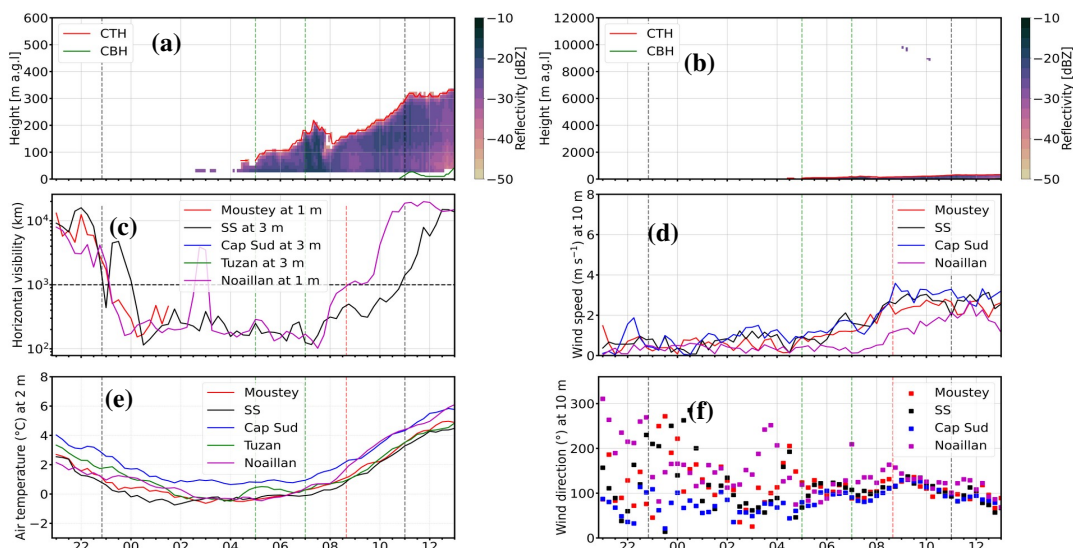 CTH
CBH
(a)
600
500
400
300
200
100
0
Height [m a.g.l]
−10
−20
−30
−40
−50
Reflectivity [dBZ]
CTH
CBH
(b)
12000
10000
8000
6000
4000
2000
0
Height [m a.g.l]
−10
−20
−30
−40
−50
Reflectivity [dBZ]
(c)
Moustey at 1 m
SS at 3 m
Cap Sud at 3 m
Tuzan at 3 m
Noaillan at 1 m
10⁴
10³
10²
Horizontal visibility (km)
(d)
Moustey
SS
Cap Sud
Noaillan
8
6
4
2
0
Wind speed (m s⁻¹) at 10 m
(e)
Moustey
SS
Cap Sud
Tuzan
Noaillan
8
6
4
2
0
−2
Air temperature (°C) at 2 m
22 00 02 04 06 08 10 12
(f)
Moustey
SS
Cap Sud
Noaillan
300
200
100
0
Wind direction (°) at 10 m
22 00 02 04 06 08 10 12